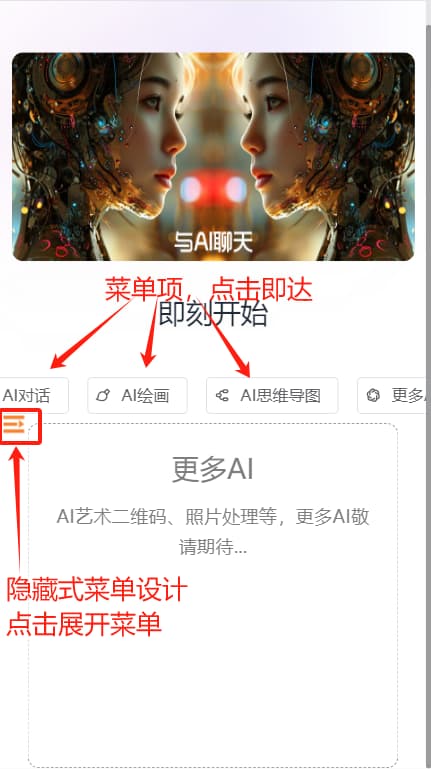 与AI聊天
菜单项，点击即达
即刻开始
AI对话
AI绘画
AI思维导图
更多A
更多AI
AI艺术二维码、照片处理等，更多AI敬
请期待...
隐藏式菜单设计
点击展开菜单